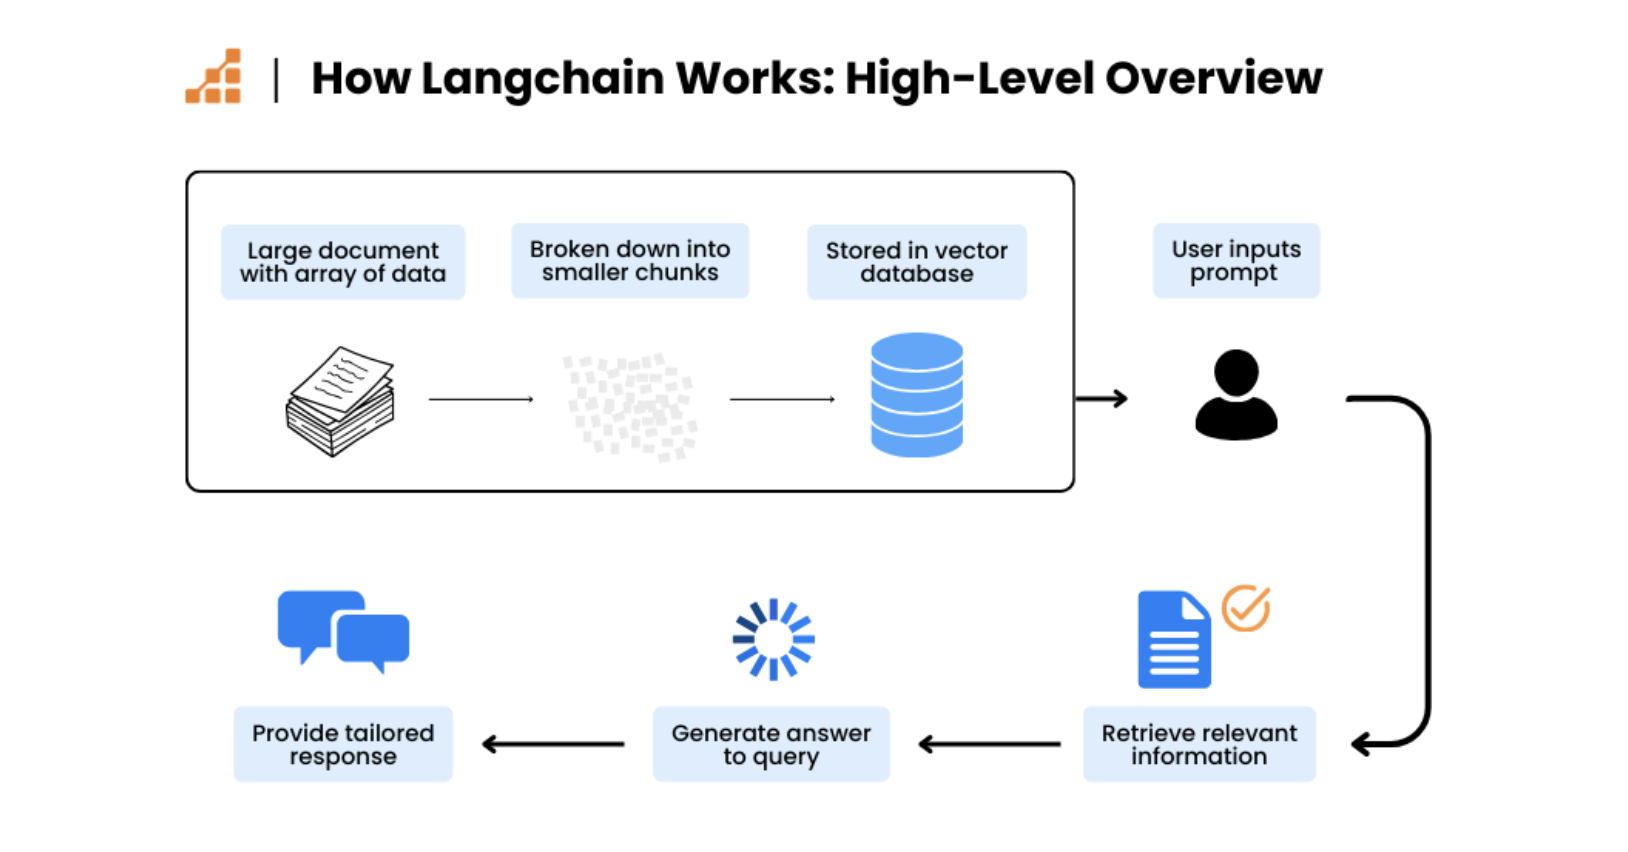 How Langchain Works: High-Level Overview
Large document
with array of data
Broken down into
smaller chunks
Stored in vector
database
User inputs
prompt
Retrieve relevant
information
Generate answer
to query
Provide tailored
response